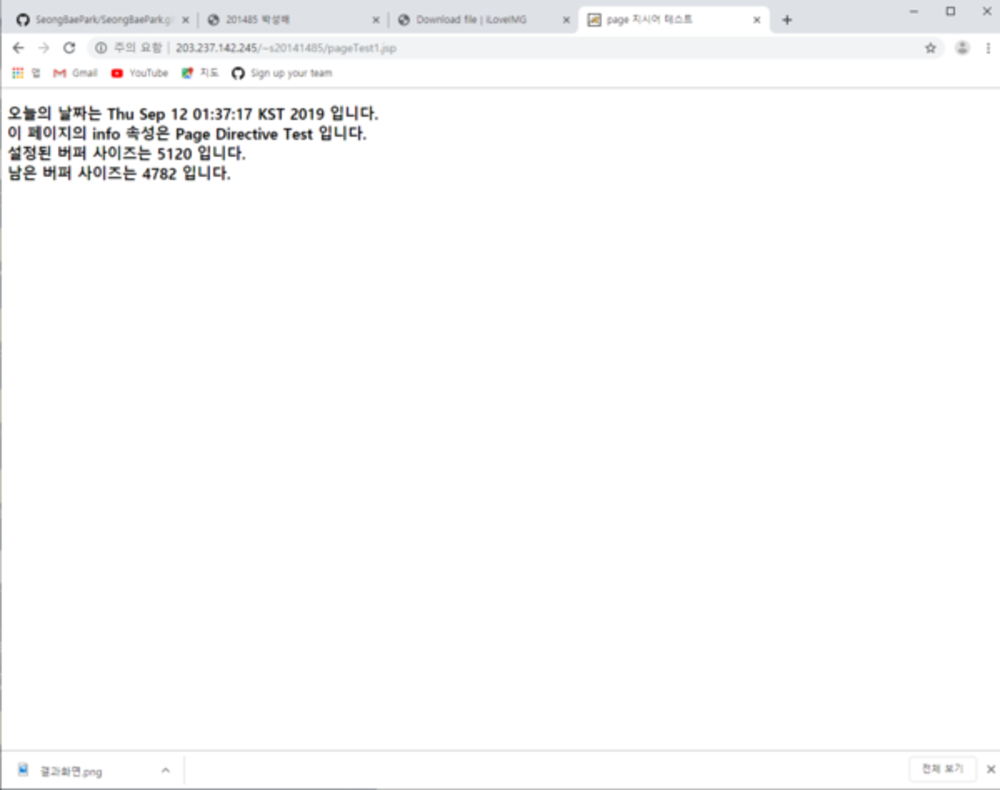 SeongBaePark/SeongBaePark.gi
201485 박성배
Download file | iLoveIMG
page 지시어 테스트
주의 요함 | 203.237.142.245/~s20141485/pageTest1.jsp
앱 Gmail YouTube 지도 Sign up your team
오늘의 날짜는 Thu Sep 12 01:37:17 KST 2019 입니다.
이 페이지의 info 속성은 Page Directive Test 입니다.
설정된 버퍼 사이즈는 5120 입니다.
남은 버퍼 사이즈는 4782 입니다.
결과화면.png
전체 보기